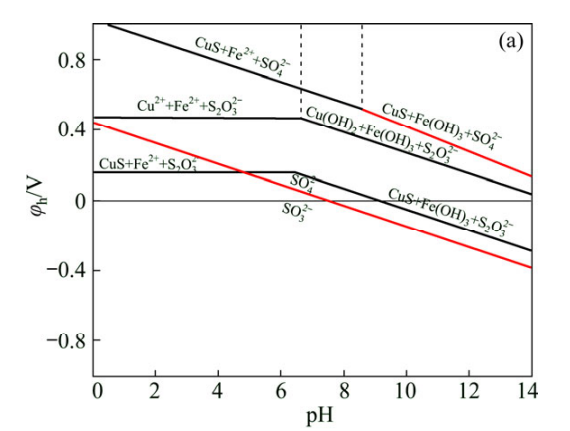 (a)
CuS+Fe²⁺+SO₄²⁻
CuS+Fe(OH)₃+SO₄²⁻
Cu²⁺+Fe²⁺+S₂O₃²⁻
Cu(OH)₂+Fe(OH)₃+S₂O₃²⁻
CuS+Fe²⁺+S₂O₃²⁻
SO₄²⁻
SO₃²⁻
CuS+Fe(OH)₃+S₂O₃²⁻
0.8
0.4
0
−0.4
−0.8
φh/V
0 2 4 6 8 10 12 14
pH